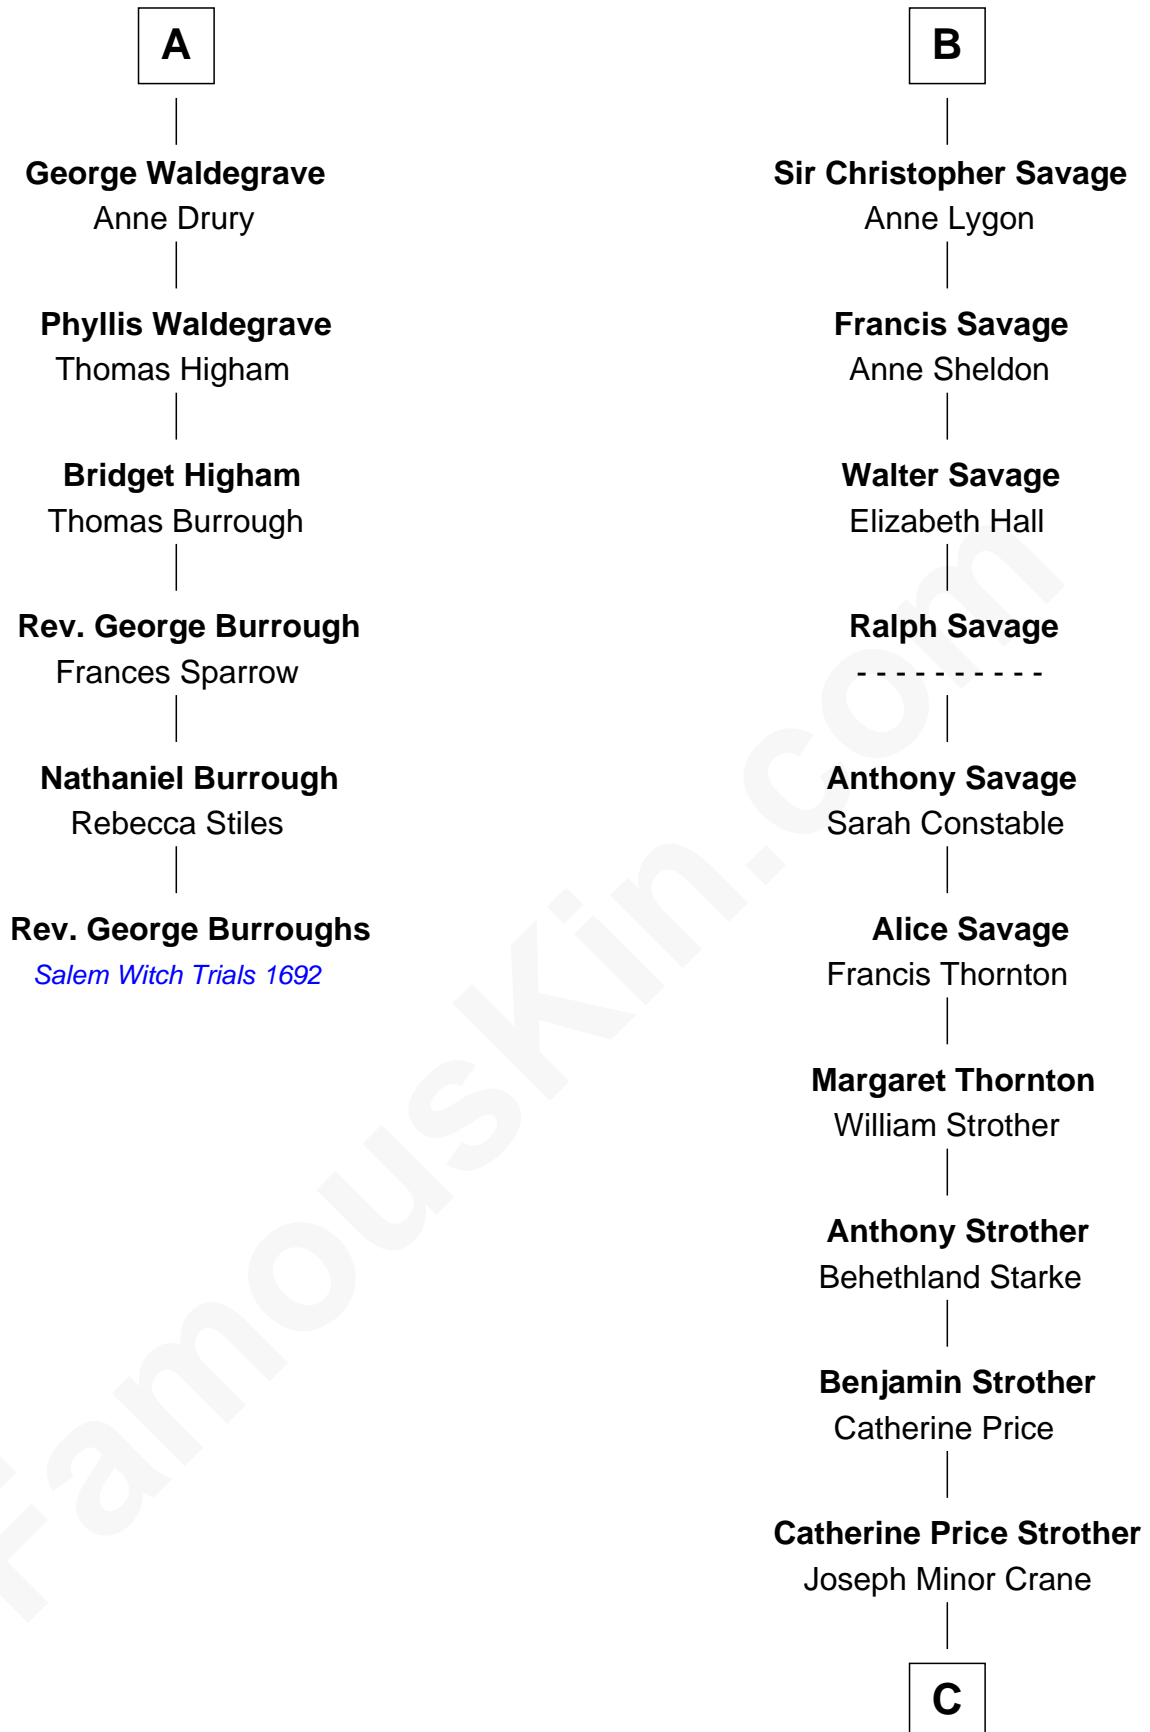 A
George Waldegrave
Anne Drury
Phyllis Waldegrave
Thomas Higham
Bridget Higham
Thomas Burrough
Rev. George Burrough
Frances Sparrow
Nathaniel Burrough
Rebecca Stiles
Rev. George Burroughs
Salem Witch Trials 1692
B
Sir Christopher Savage
Anne Lygon
Francis Savage
Anne Sheldon
Walter Savage
Elizabeth Hall
Ralph Savage
- - - - - - - - - -
Anthony Savage
Sarah Constable
Alice Savage
Francis Thornton
Margaret Thornton
William Strother
Anthony Strother
Behethland Starke
Benjamin Strother
Catherine Price
Catherine Price Strother
Joseph Minor Crane
C
FamousKin.com